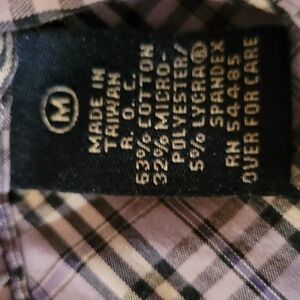 M
MADE IN
TAIWAN
R. O. C.
63% COTTON
32% MICRO-
POLYESTER/
5% LYCRA®
SPANDEX
RN 54485
OVER FOR CARE